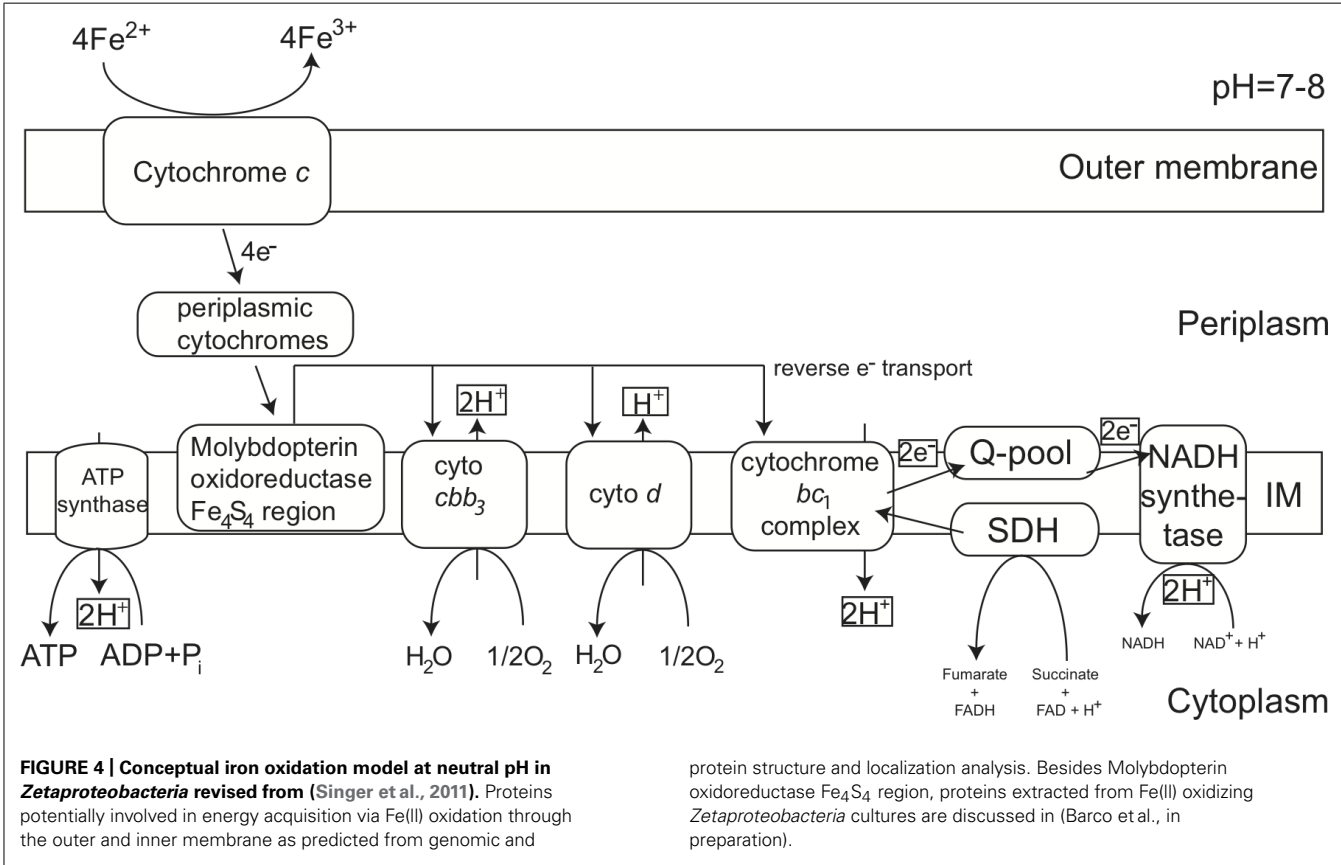 4Fe2+ 4Fe3+
pH=7-8
Cytochrome c
Outer membrane
4e-
periplasmic
cytochromes
Periplasm
reverse e- transport
2H+ H+
2e- 2e-
ATP
synthase
Molybdopterin
oxidoreductase
Fe4S4 region
cyto
cbb3
cyto d
cytochrome
bc1
complex
Q-pool
SDH
NADH
synthe-
tase
IM
2H+
2H+
2H+
ATP ADP+Pi
H2O 1/2O2 H2O 1/2O2
NADH NAD+ + H+
Fumarate
+
FADH
Succinate
+
FAD + H+
Cytoplasm
FIGURE 4 | Conceptual iron oxidation model at neutral pH in
Zetaproteobacteria revised from (Singer et al., 2011). Proteins
potentially involved in energy acquisition via Fe(II) oxidation through
the outer and inner membrane as predicted from genomic and
protein structure and localization analysis. Besides Molybdopterin
oxidoreductase Fe4S4 region, proteins extracted from Fe(II) oxidizing
Zetaproteobacteria cultures are discussed in (Barco et al., in
preparation).